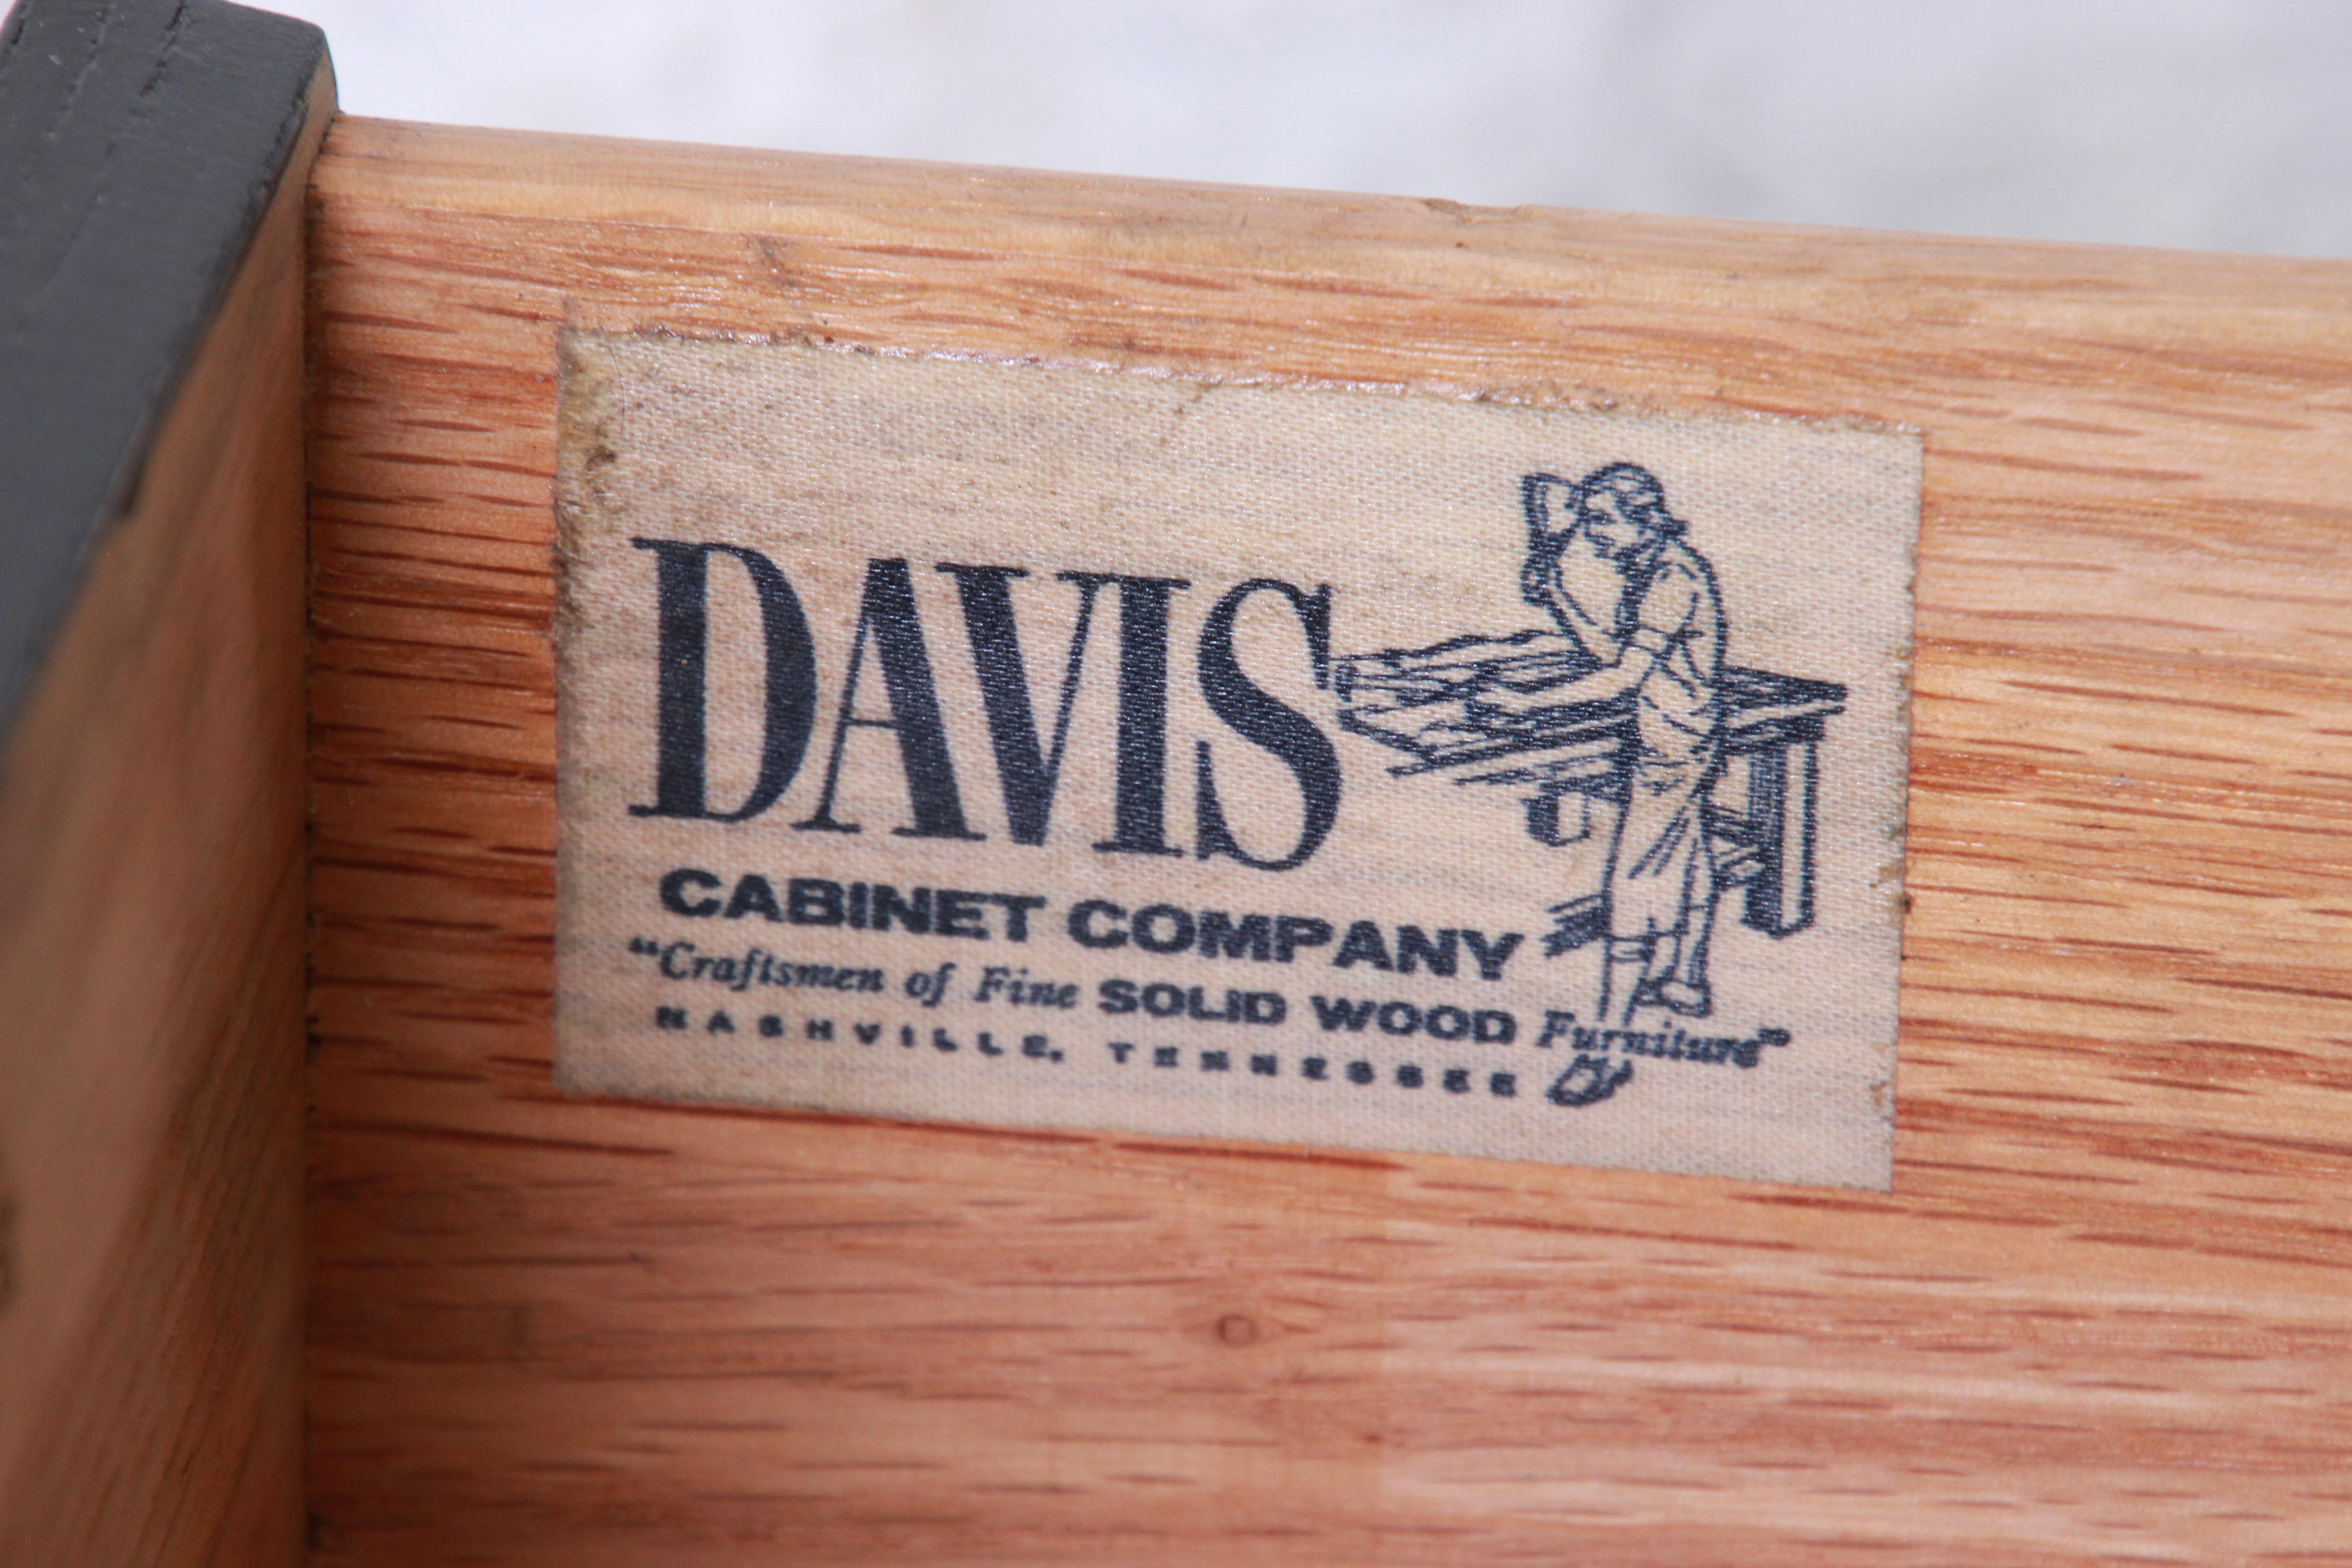 DAVIS
CABINET COMPANY
“Craftsmen of Fine SOLID WOOD Furniture”
NASHVILLE, TENNESSEE